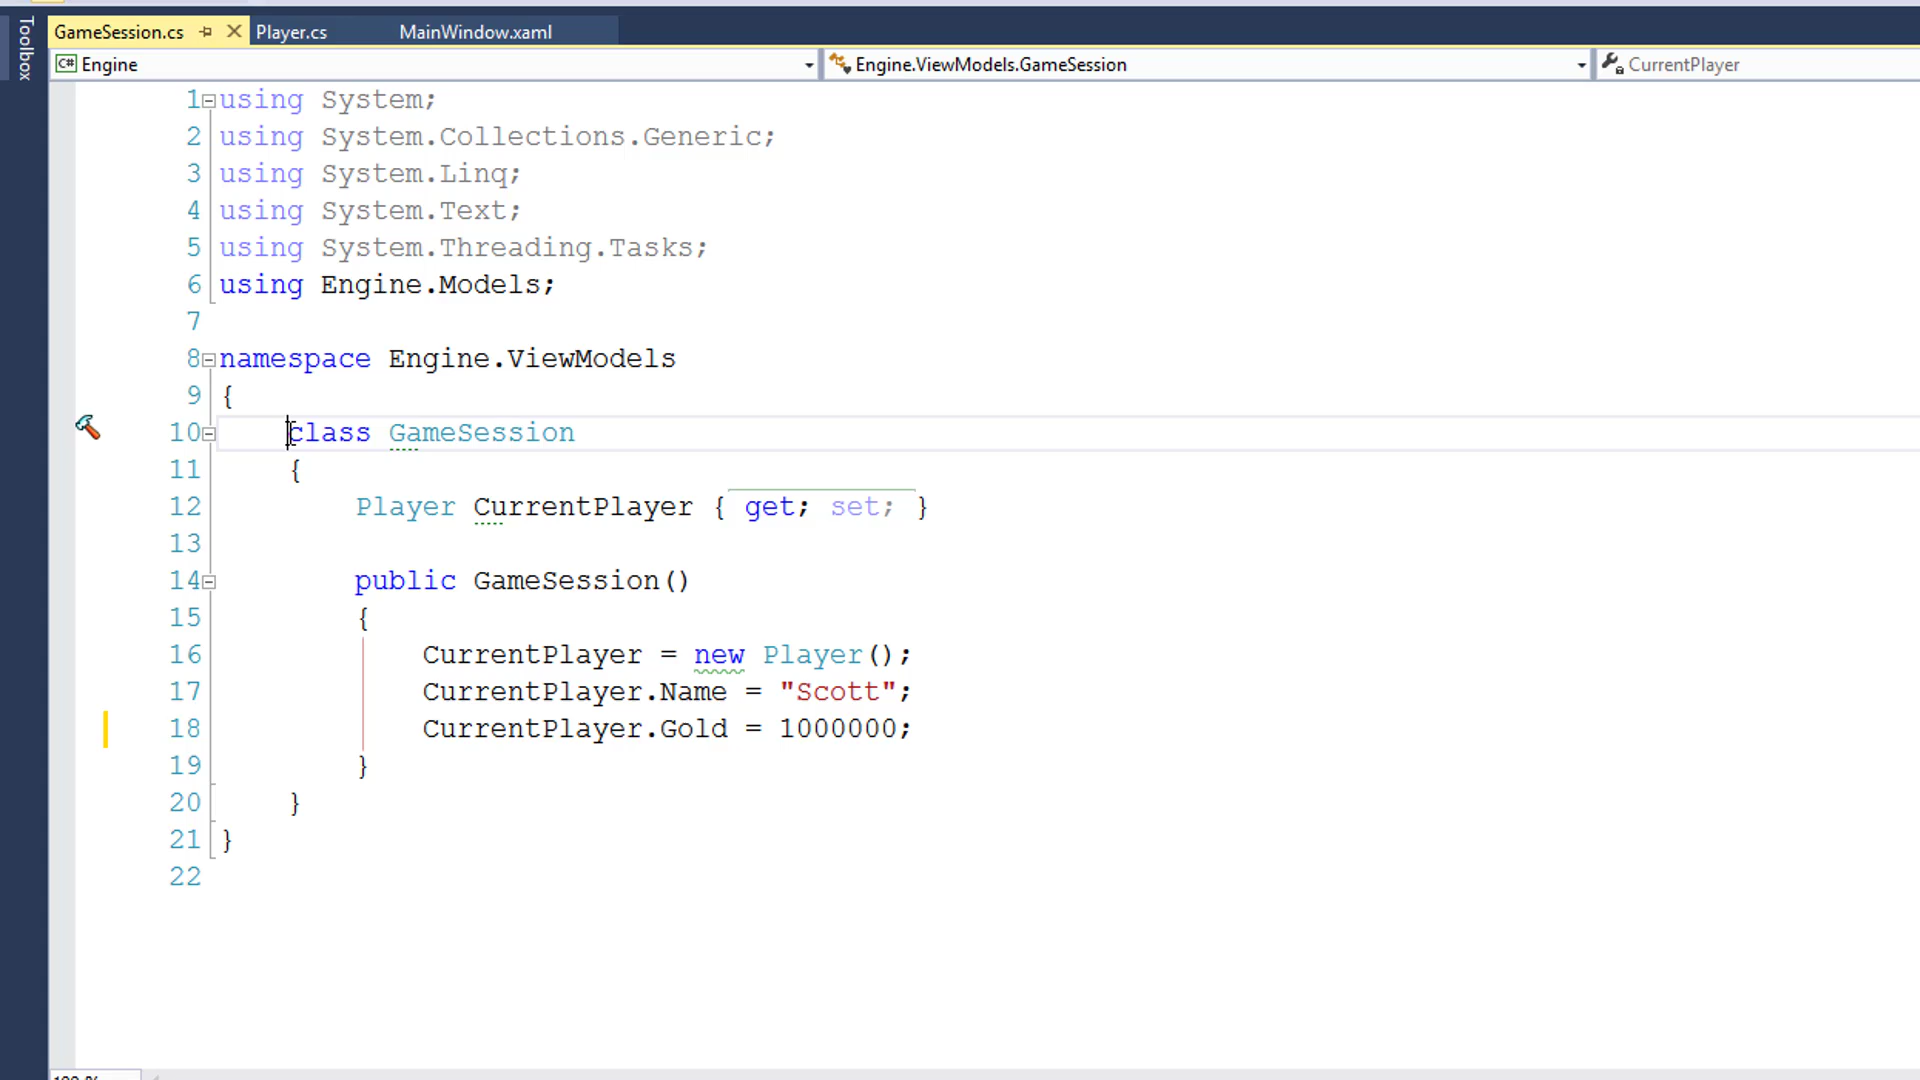 Toolbox
GameSession.cs Player.cs MainWindow.xaml
C# Engine Engine.ViewModels.GameSession CurrentPlayer
1 using System;
2 using System.Collections.Generic;
3 using System.Linq;
4 using System.Text;
5 using System.Threading.Tasks;
6 using Engine.Models;
7
8 namespace Engine.ViewModels
9 {
10 class GameSession
11 {
12 Player CurrentPlayer { get; set; }
13
14 public GameSession()
15 {
16 CurrentPlayer = new Player();
17 CurrentPlayer.Name = "Scott";
18 CurrentPlayer.Gold = 1000000;
19 }
20 }
21 }
22